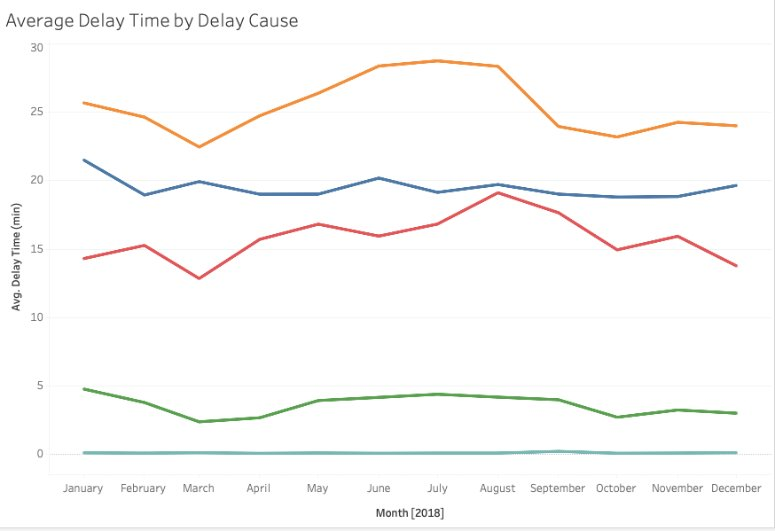 Average Delay Time by Delay Cause
30
25
20
15
10
5
0
Avg. Delay Time (min)
January February March April May June July August September October November December
Month [2018]